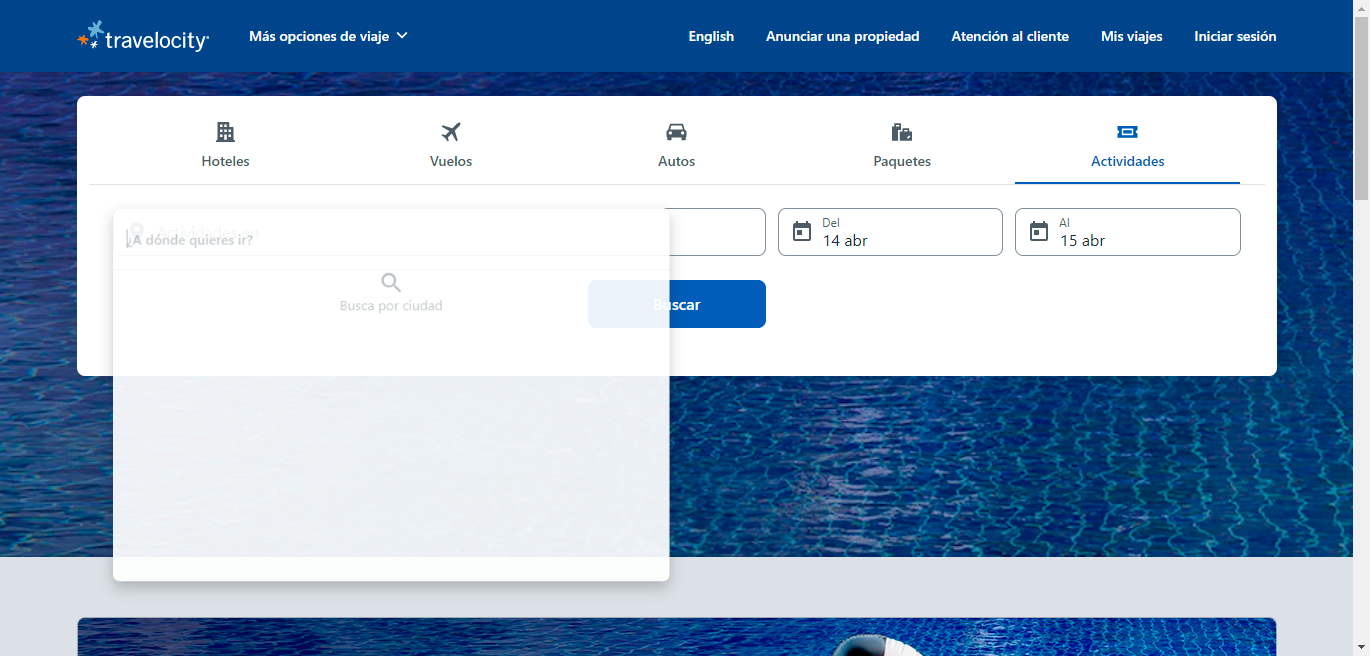 travelocity
Más opciones de viaje
English
Anunciar una propiedad
Atención al cliente
Mis viajes
Iniciar sesión
Hoteles
Vuelos
Autos
Paquetes
Actividades
Actividades en
¿A dónde quieres ir?
Del
14 abr
Al
15 abr
Busca por ciudad
Buscar